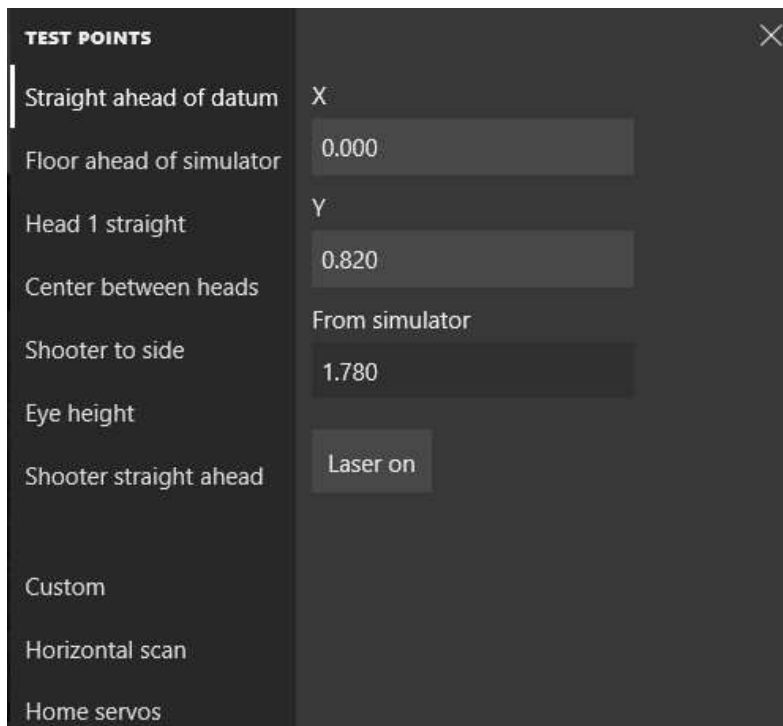 TEST POINTS
Straight ahead of datum
Floor ahead of simulator
Head 1 straight
Center between heads
Shooter to side
Eye height
Shooter straight ahead
Custom
Horizontal scan
Home servos
X
0.000
Y
0.820
From simulator
1.780
Laser on